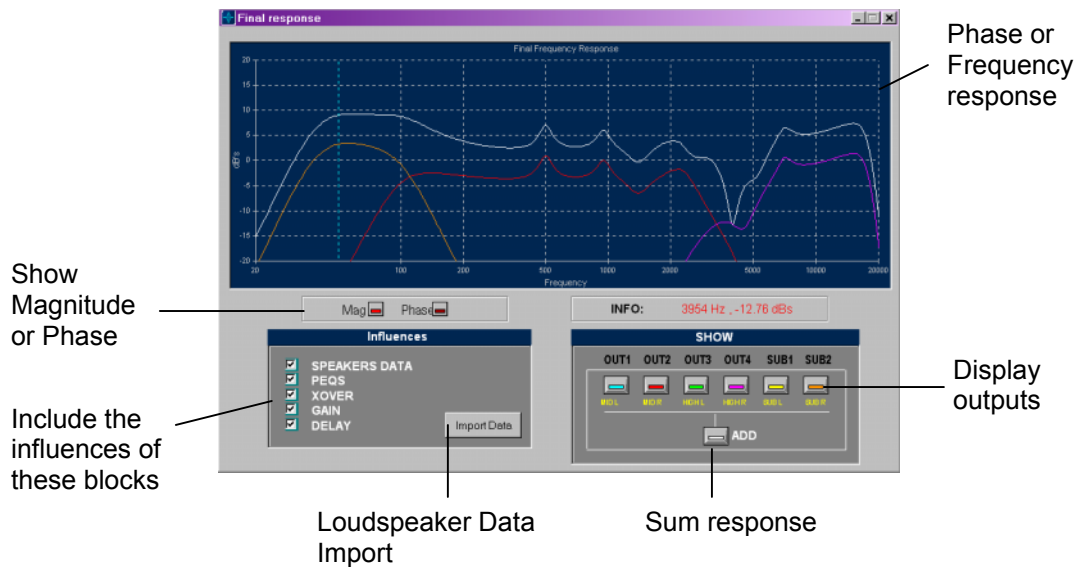 Final response
Final Frequency Response
20
15
10
5
0
-5
-10
-15
-20
dB's
20 100 200 500 1000 2000 5000 10000 20000
Frequency
Phase or
Frequency
response
Show
Magnitude
or Phase
Mag Phase
INFO: 3954 Hz , -12.76 dBs
Influences
SPEAKERS DATA
PEQS
XOVER
GAIN
DELAY
Import Data
SHOW
OUT1 OUT2 OUT3 OUT4 SUB1 SUB2
MID L MID R HIGH L HIGH R SUB L SUB R
ADD
Display
outputs
Include the
influences of
these blocks
Loudspeaker Data
Import
Sum response